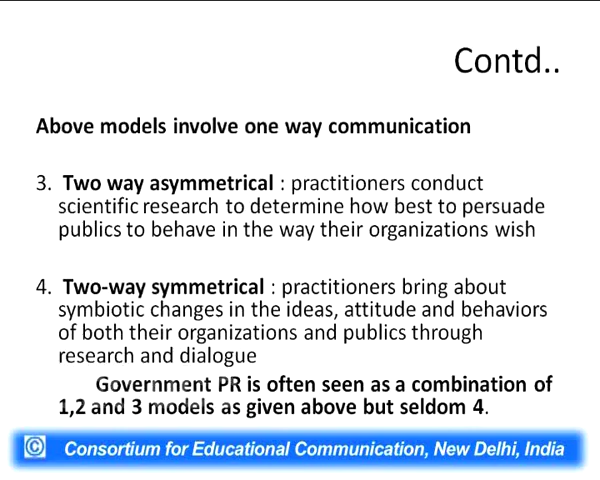 Contd..
Above models involve one way communication
3. Two way asymmetrical : practitioners conduct
scientific research to determine how best to persuade
publics to behave in the way their organizations wish
4. Two-way symmetrical : practitioners bring about
symbiotic changes in the ideas, attitude and behaviors
of both their organizations and publics through
research and dialogue
Government PR is often seen as a combination of
1,2 and 3 models as given above but seldom 4.
© Consortium for Educational Communication, New Delhi, India